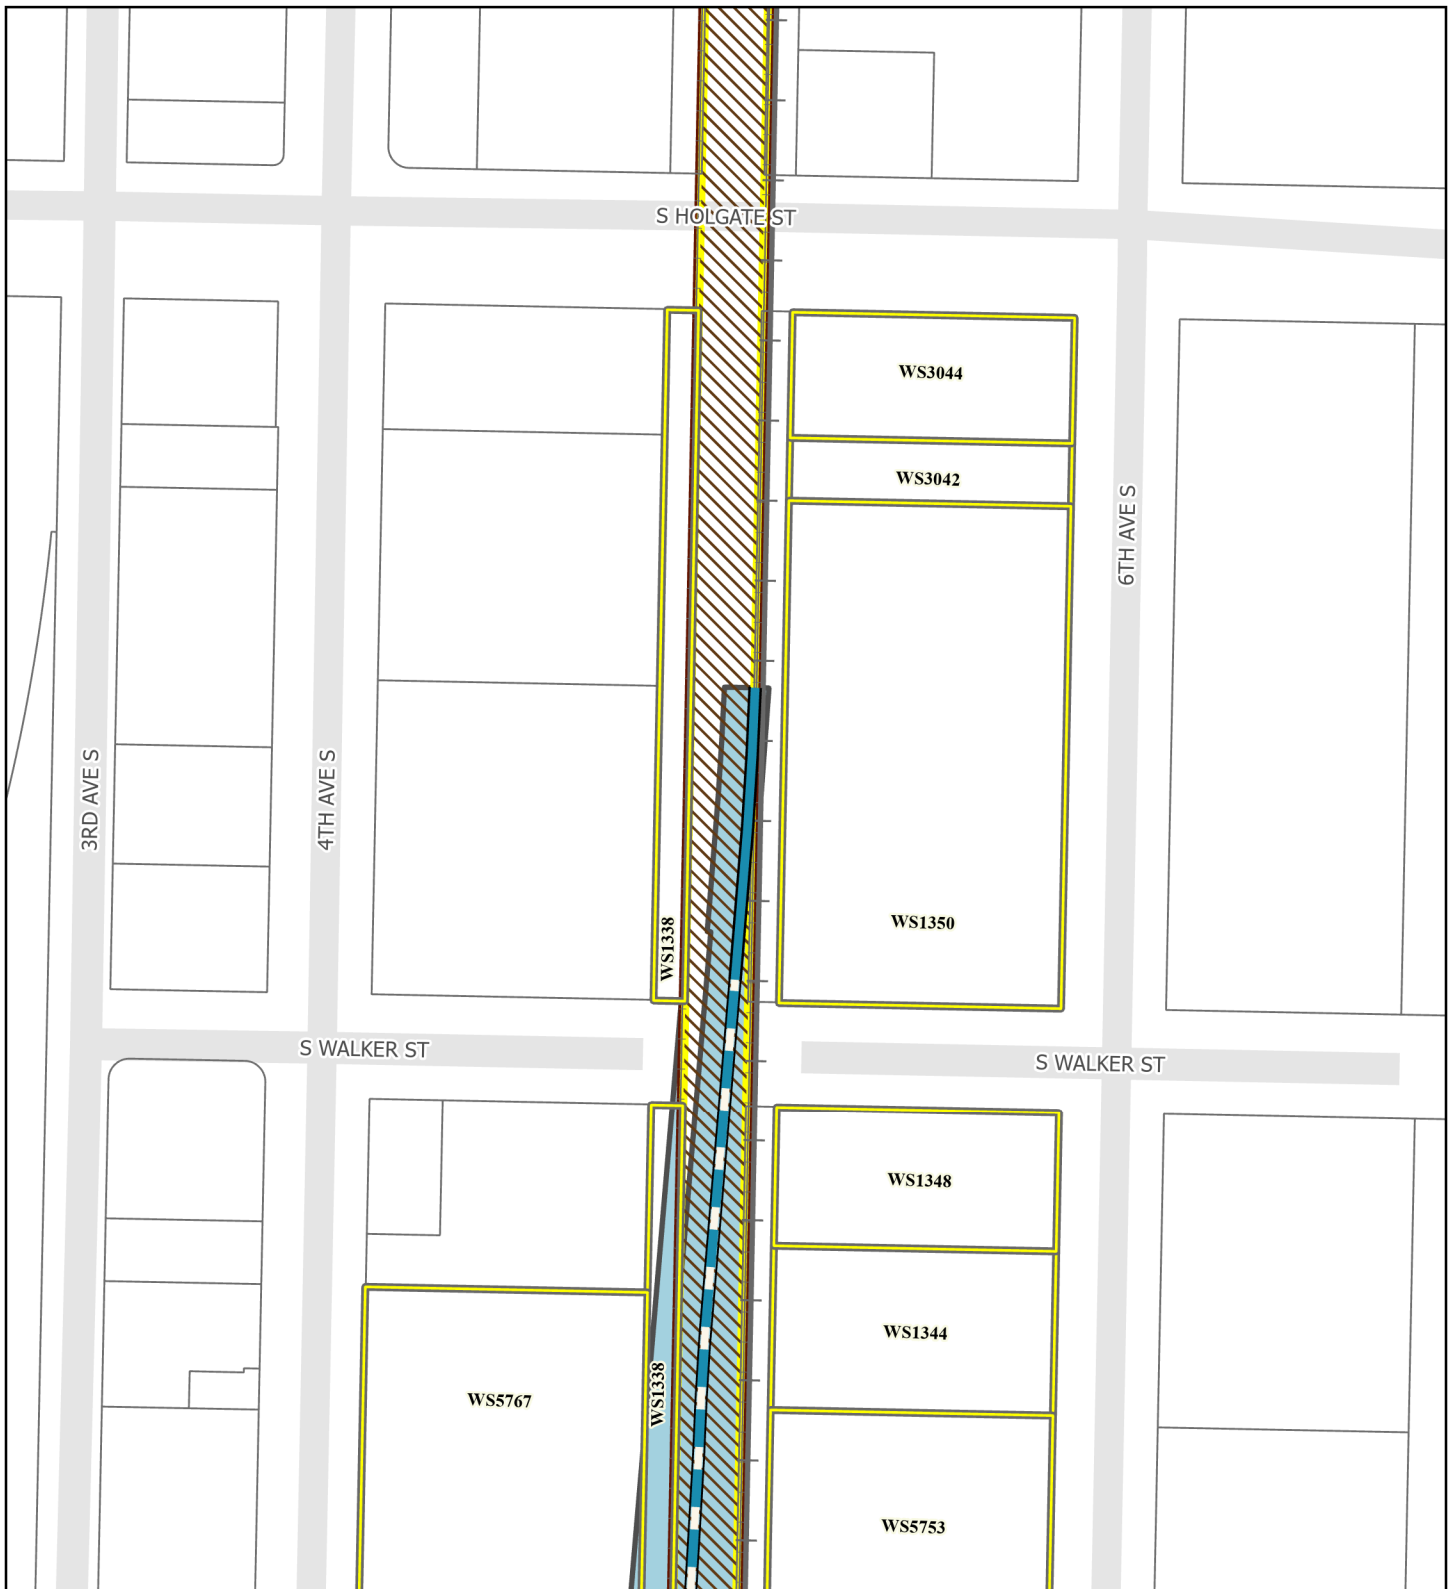 S HOLGATE ST
WS3044
WS3042
6TH AVE S
3RD AVE S
4TH AVE S
WS1338
WS1350
S WALKER ST
S WALKER ST
WS1348
WS1344
WS5767
WS1338
WS5753